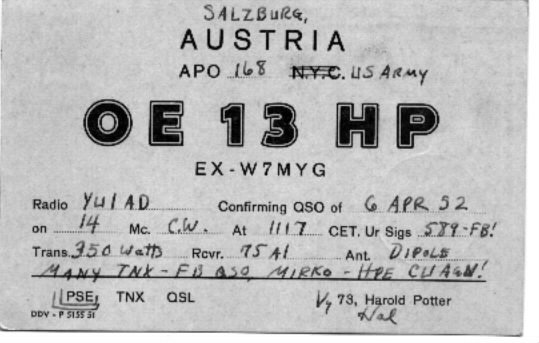 SALZBURG,
AUSTRIA
APO 168 N.Y.C. US ARMY
OE 13 HP
EX-W7MYG
Radio YU1AD Confirming QSO of 6 APR 52
on 14 Mc. C.W. At 1117 CET. Ur Sigs 589-FB!
Trans. 350 watts Rcvr. 75A1 Ant. DIPOLE
MANY TNX - FB QSO, MIRKO - HPE CU AGN!
PSE, TNX QSL Vy 73, Harold Potter
DDV - P 5155 51 Hal